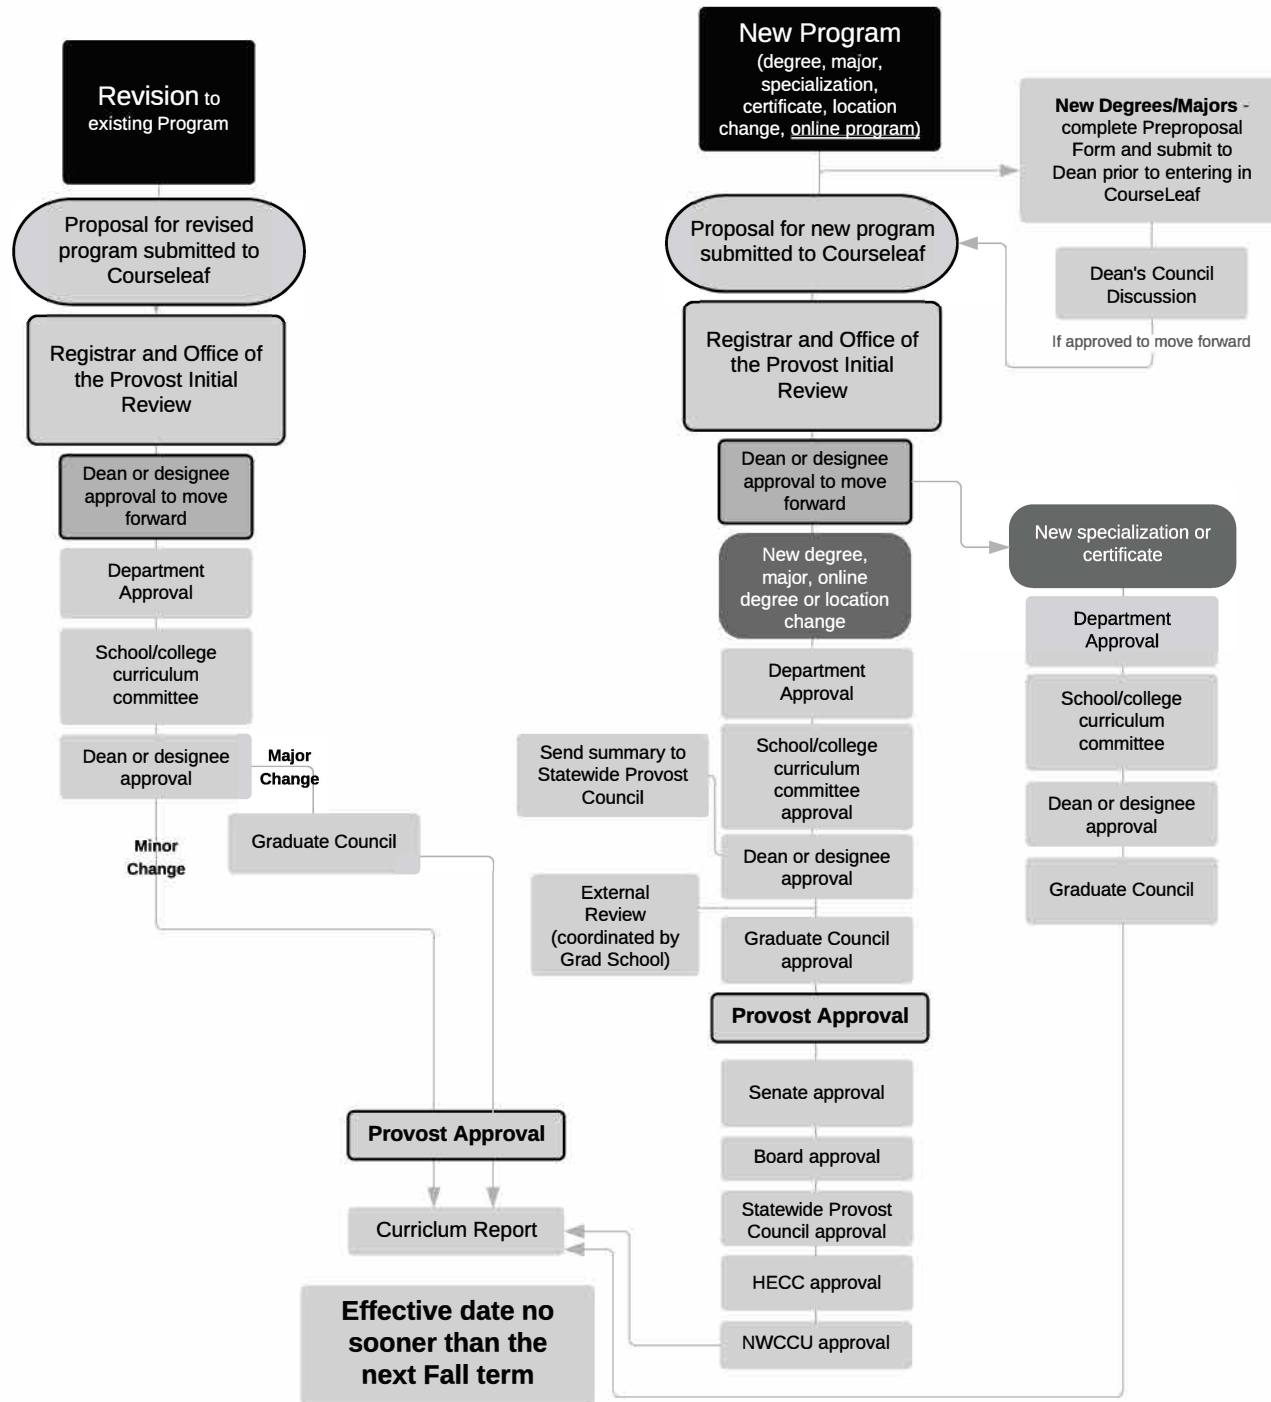 Revision to
existing Program
Proposal for revised
program submitted to
Courseleaf
Registrar and Office of
the Provost Initial
Review
Dean or designee
approval to move
forward
Department
Approval
School/college
curriculum
committee
Dean or designee
approval
Major
Change
Minor
Change
Graduate Council
Provost Approval
Curriclum Report
Effective date no
sooner than the
next Fall term
New Program
(degree, major,
specialization,
certificate, location
change, online program)
New Degrees/Majors -
complete Preproposal
Form and submit to
Dean prior to entering in
CourseLeaf
Dean's Council
Discussion
If approved to move forward
Proposal for new program
submitted to Courseleaf
Registrar and Office of
the Provost Initial
Review
Dean or designee
approval to move
forward
New degree,
major, online
degree or location
change
Department
Approval
School/college
curriculum
committee
approval
Send summary to
Statewide Provost
Council
Dean or designee
approval
External
Review
(coordinated by
Grad School)
Graduate Council
approval
Provost Approval
Senate approval
Board approval
Statewide Provost
Council approval
HECC approval
NWCCU approval
New specialization or
certificate
Department
Approval
School/college
curriculum
committee
Dean or designee
approval
Graduate Council